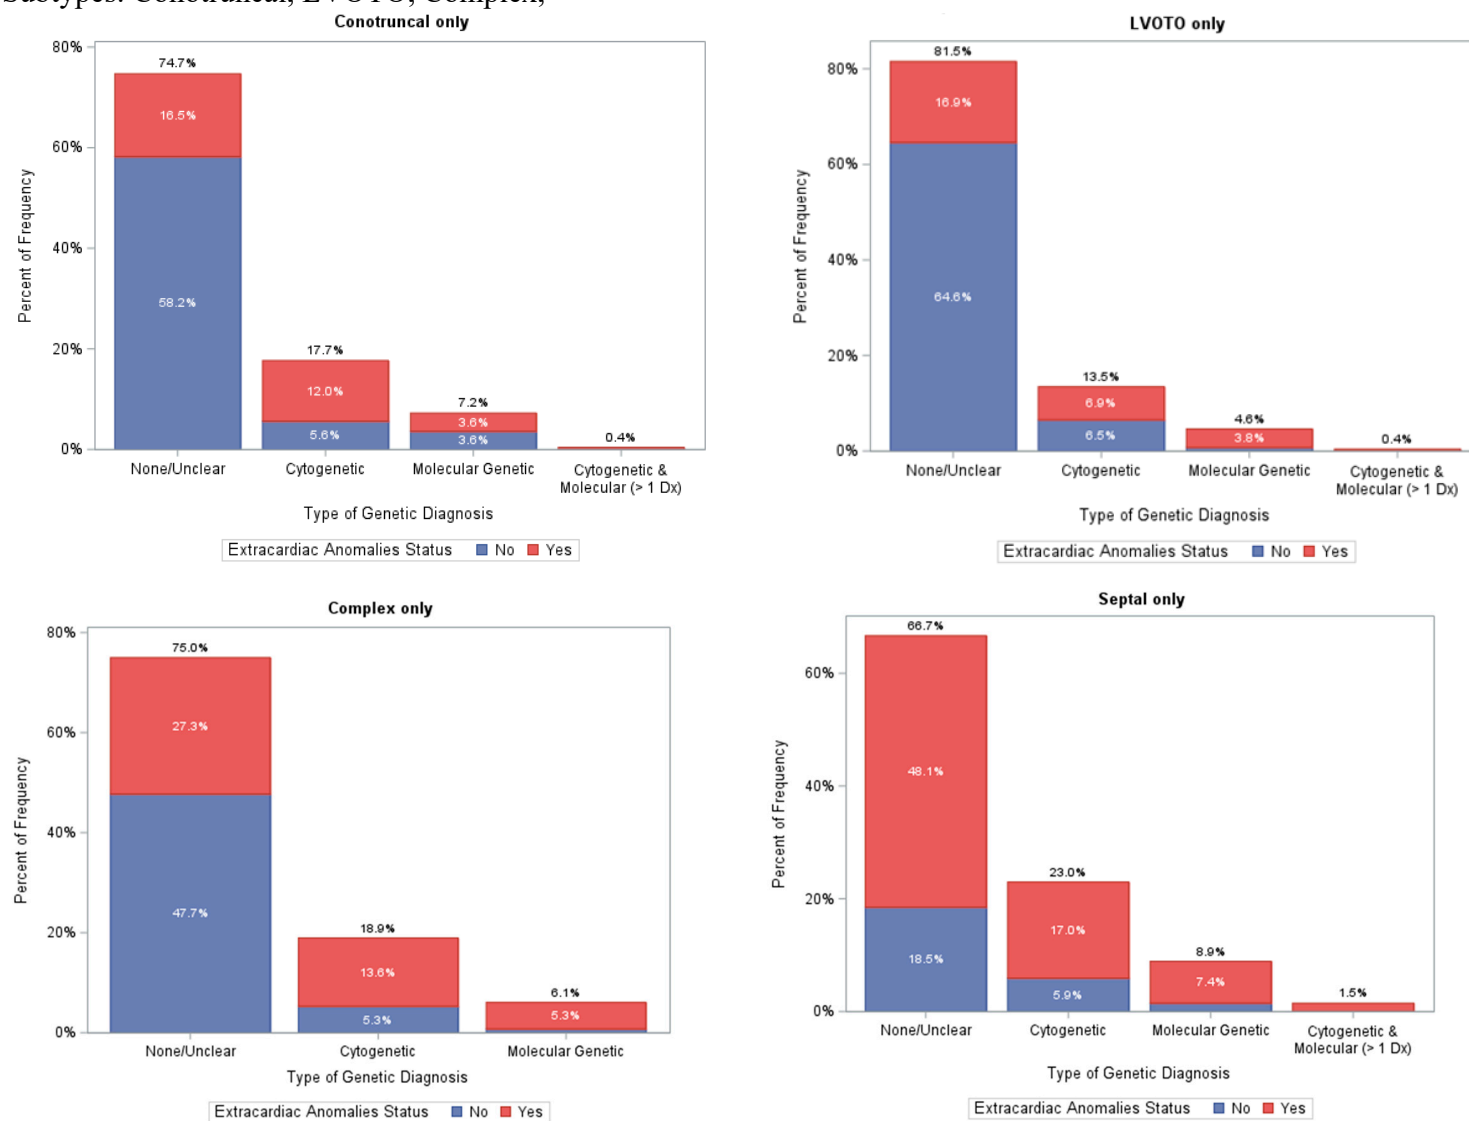 Subtypes: Conotruncal, LVOTO, Complex,
Conotruncal only
80%
60%
40%
20%
0%
Percent of Frequency
74.7%
16.5%
58.2%
17.7%
12.0%
5.6%
7.2%
3.6%
3.6%
0.4%
None/Unclear
Cytogenetic
Molecular Genetic
Cytogenetic &
Molecular (> 1 Dx)
Type of Genetic Diagnosis
Extracardiac Anomalies Status No Yes
LVOTO only
80%
60%
40%
20%
0%
Percent of Frequency
81.5%
16.9%
64.6%
13.5%
6.9%
6.5%
4.6%
3.8%
0.4%
None/Unclear
Cytogenetic
Molecular Genetic
Cytogenetic &
Molecular (> 1 Dx)
Type of Genetic Diagnosis
Extracardiac Anomalies Status No Yes
Complex only
80%
60%
40%
20%
0%
Percent of Frequency
75.0%
27.3%
47.7%
18.9%
13.6%
5.3%
6.1%
5.3%
None/Unclear
Cytogenetic
Molecular Genetic
Type of Genetic Diagnosis
Extracardiac Anomalies Status No Yes
Septal only
60%
40%
20%
0%
Percent of Frequency
66.7%
48.1%
18.5%
23.0%
17.0%
5.9%
8.9%
7.4%
1.5%
None/Unclear
Cytogenetic
Molecular Genetic
Cytogenetic &
Molecular (> 1 Dx)
Type of Genetic Diagnosis
Extracardiac Anomalies Status No Yes